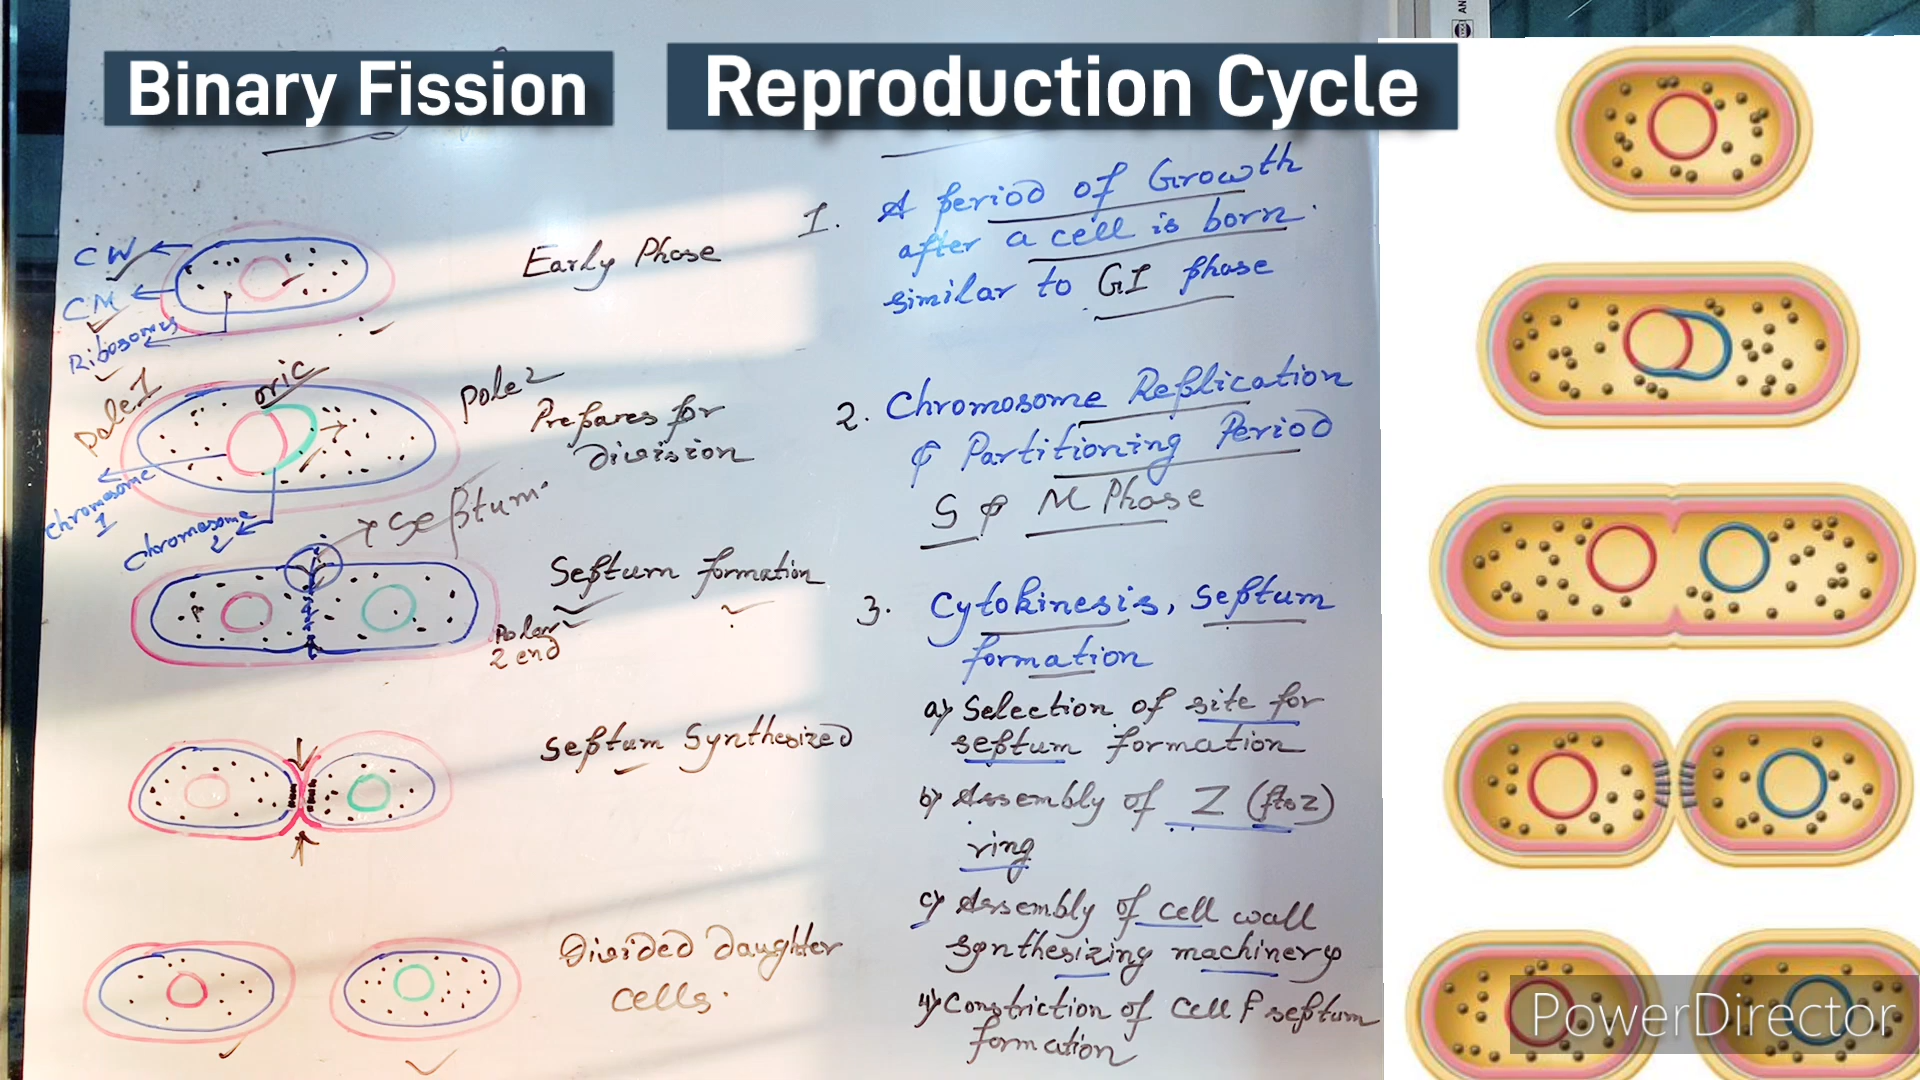 Binary Fission
Reproduction Cycle
CW
CM
Ribosomes
Early Phase
Pole 1
oric
Pole 2
Prepares for
division
Chromosome
1
Chromosome
2
Septum
Septum formation
Polar
2 end
Septum Synthesized
Divided daughter
cells.
1. A period of Growth
after a cell is born.
similar to G1 phase
2. Chromosome Replication
& Partitioning Period
S & M Phase
3. Cytokinesis, Septum
formation
a) Selection of site for
septum formation
b) Assembly of Z (ftsz)
ring
c) Assembly of cell wall
synthesizing machinery
4) Constriction of cell & septum
formation
PowerDirector